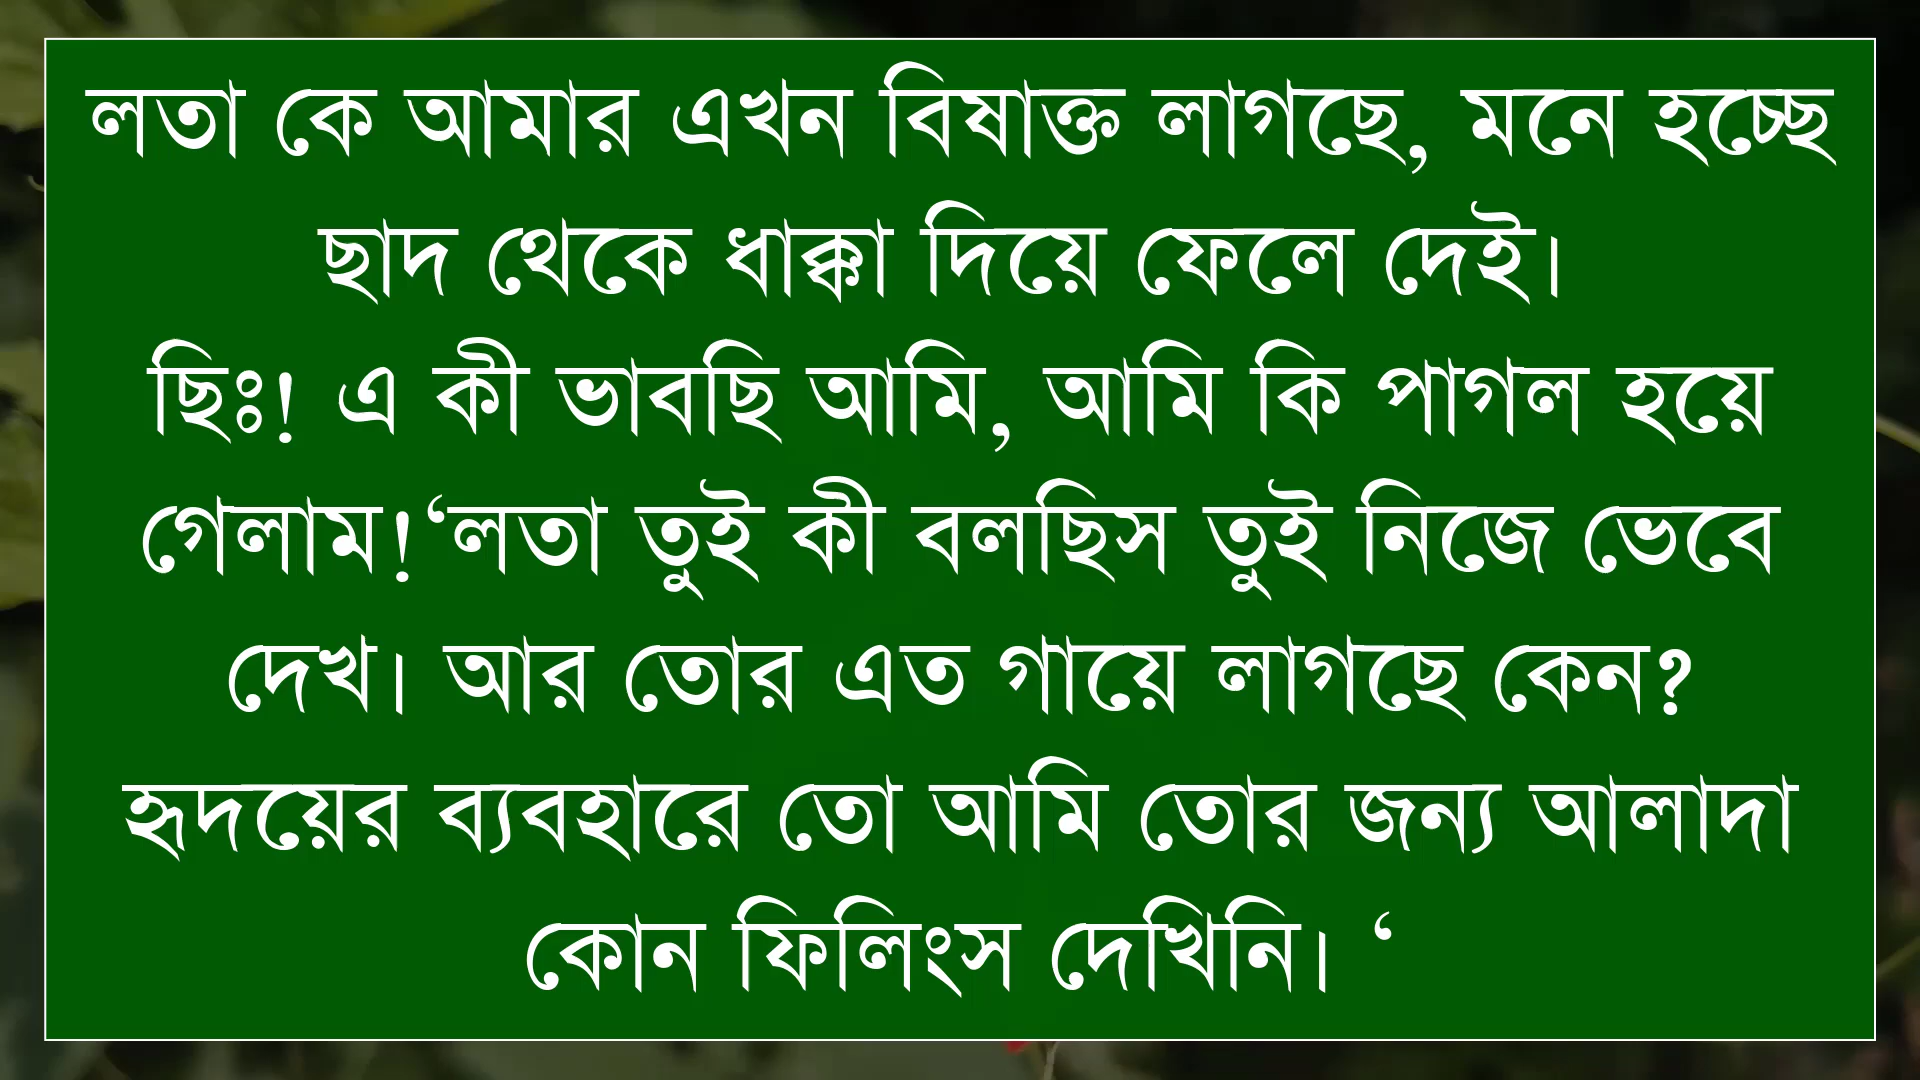 লতা কে আমার এখন বিষাক্ত লাগছে, মনে হচ্ছে
ছাদ থেকে ধাক্কা দিয়ে ফেলে দেই।
ছিঃ! এ কী ভাবছি আমি, আমি কি পাগল হয়ে
গেলাম!‘লতা তুই কী বলছিস তুই নিজে ভেবে
দেখ। আর তোর এত গায়ে লাগছে কেন?
হৃদয়ের ব্যবহারে তো আমি তোর জন্য আলাদা
কোন ফিলিংস দেখিনি। ‘